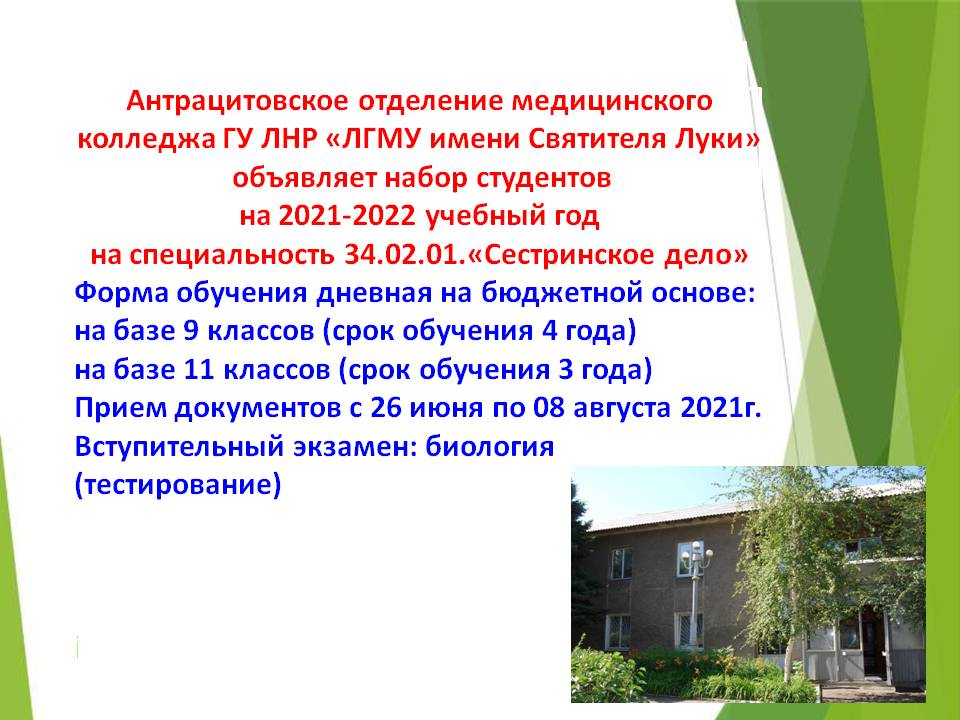 Антрацитовское отделение медицинского
колледжа ГУ ЛНР «ЛГМУ имени Святителя Луки»
объявляет набор студентов
на 2021-2022 учебный год
на специальность 34.02.01.«Сестринское дело»
Форма обучения дневная на бюджетной основе:
на базе 9 классов (срок обучения 4 года)
на базе 11 классов (срок обучения 3 года)
Прием документов с 26 июня по 08 августа 2021г.
Вступительный экзамен: биология
(тестирование)